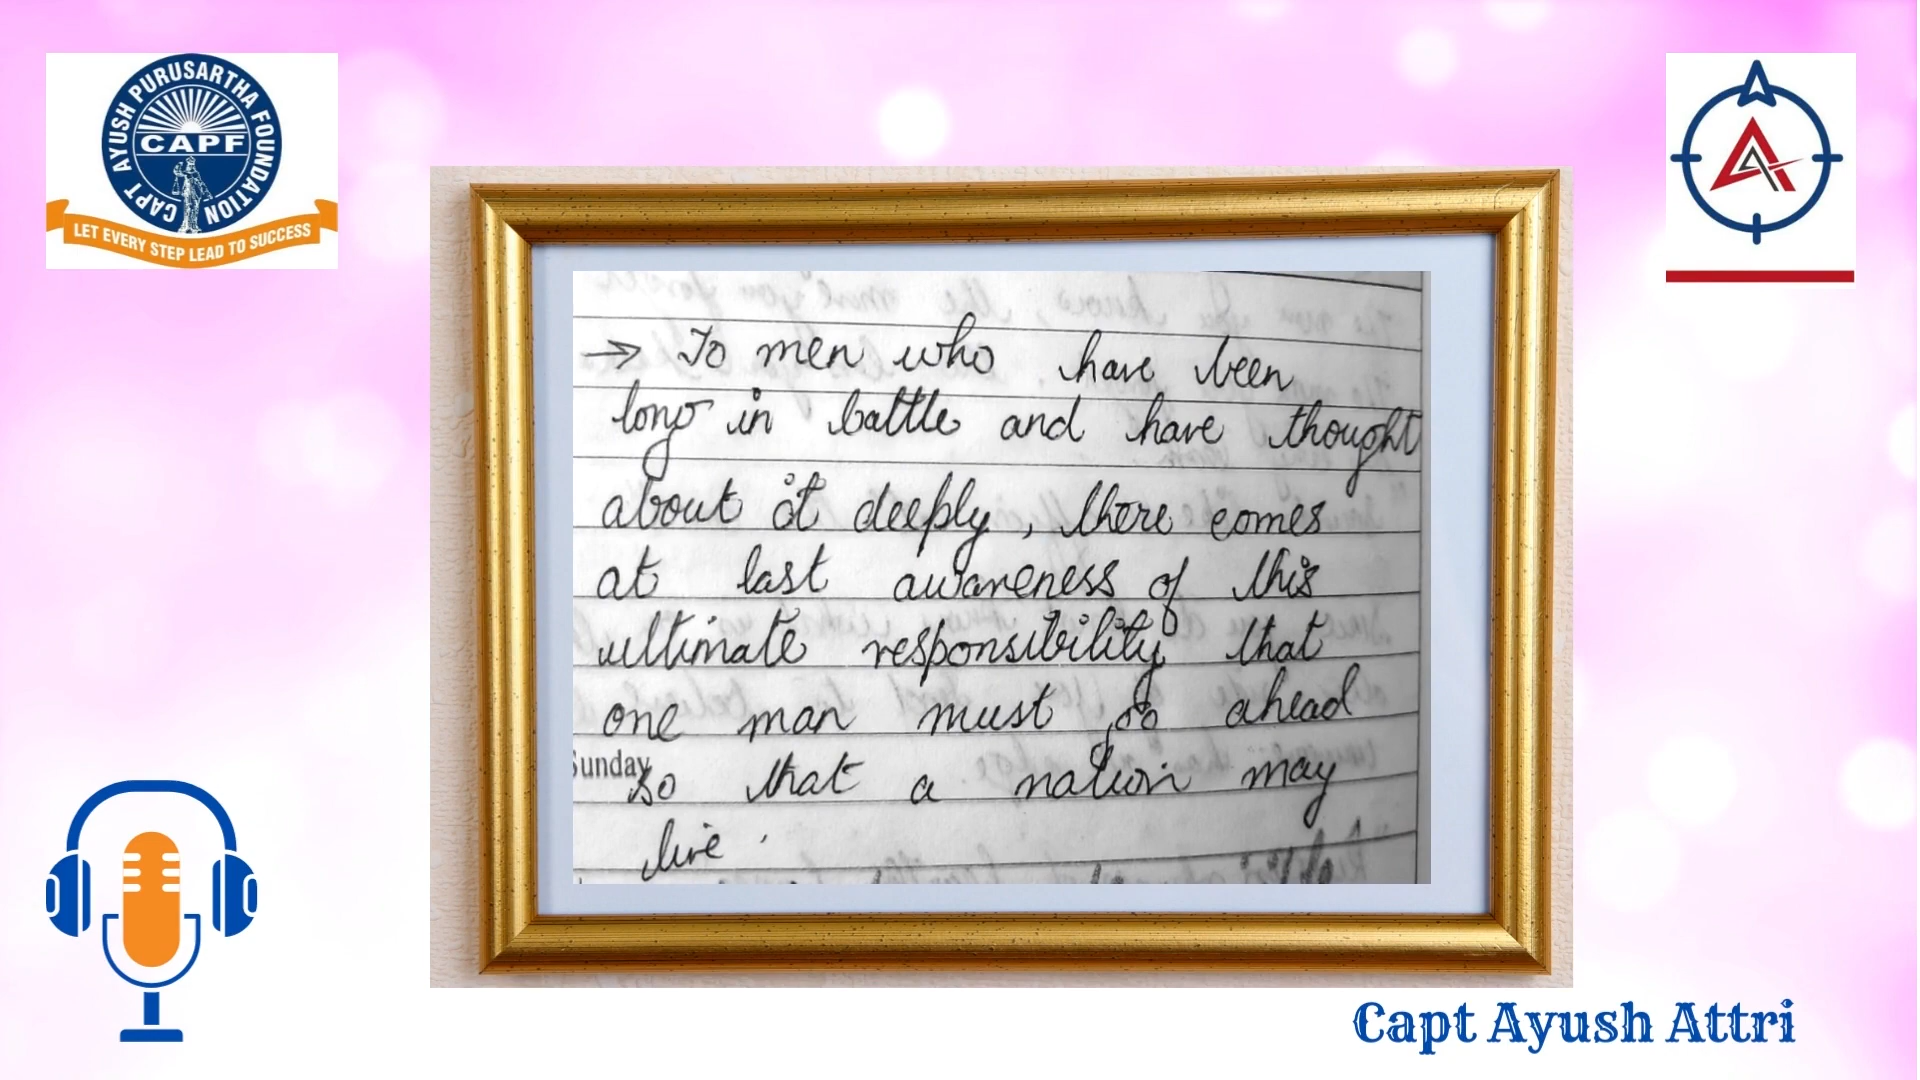 CAPT AYUSH PURUSARTHA FOUNDATION
CAPF
LET EVERY STEP LEAD TO SUCCESS
A
→ To men who have been
long in battle and have thought
about it deeply, there comes
at last awareness of this
ultimate responsibility that
one man must go ahead
Sunday
so that a nation may
live.
Capt Ayush Attri